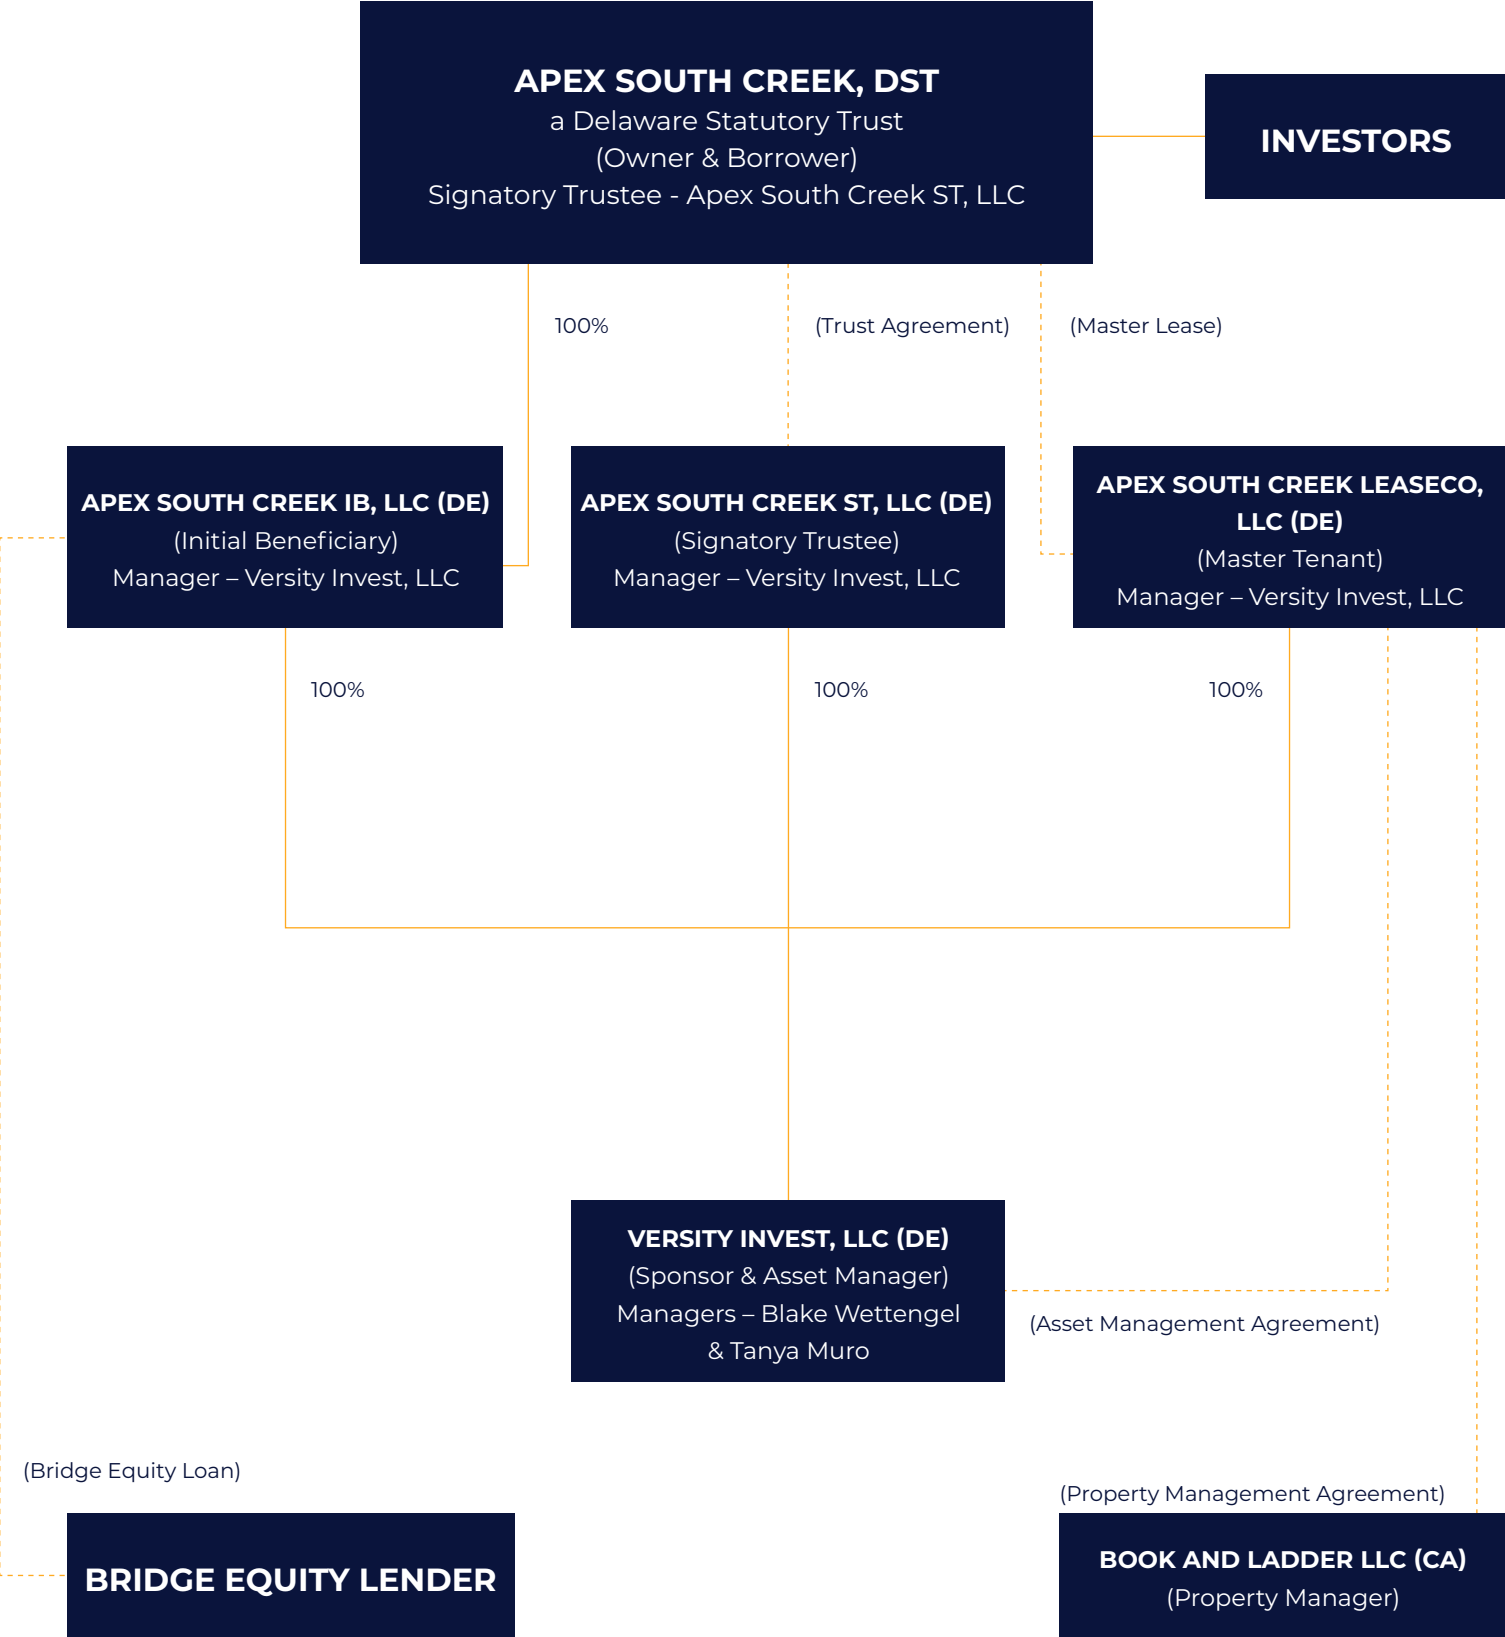 APEX SOUTH CREEK, DST
a Delaware Statutory Trust
(Owner & Borrower)
Signatory Trustee - Apex South Creek ST, LLC
INVESTORS
100%
(Trust Agreement)
(Master Lease)
APEX SOUTH CREEK IB, LLC (DE)
(Initial Beneficiary)
Manager – Versity Invest, LLC
APEX SOUTH CREEK ST, LLC (DE)
(Signatory Trustee)
Manager – Versity Invest, LLC
APEX SOUTH CREEK LEASECO,
LLC (DE)
(Master Tenant)
Manager – Versity Invest, LLC
100%
100%
100%
VERSITY INVEST, LLC (DE)
(Sponsor & Asset Manager)
Managers – Blake Wettengel
& Tanya Muro
(Asset Management Agreement)
(Bridge Equity Loan)
BRIDGE EQUITY LENDER
(Property Management Agreement)
BOOK AND LADDER LLC (CA)
(Property Manager)